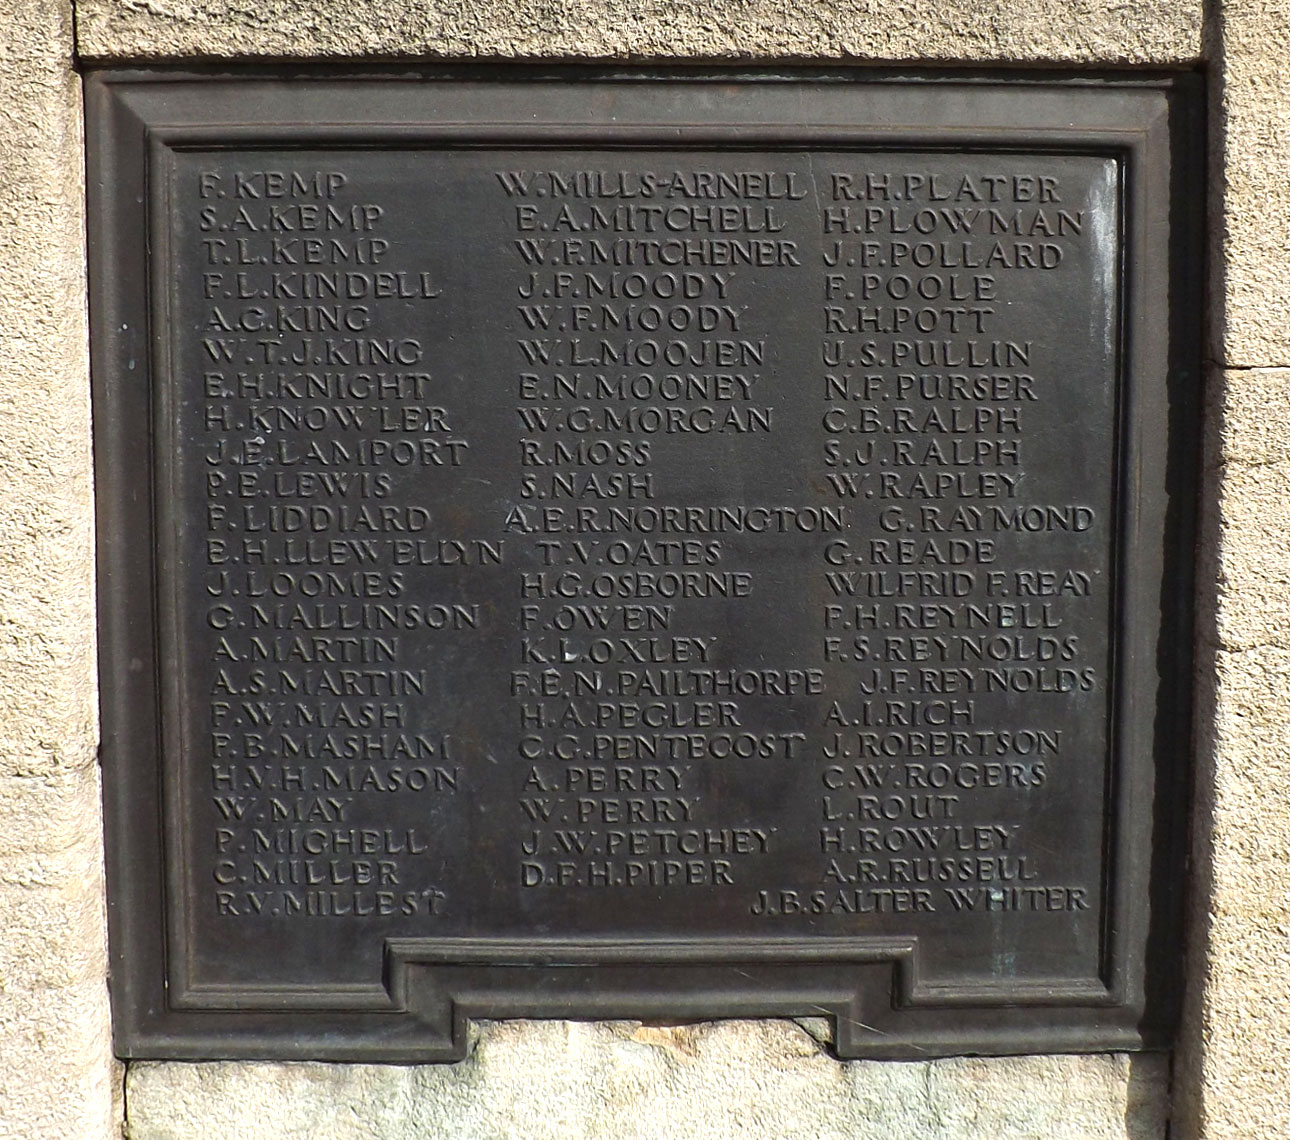 F. KEMP
S.A. KEMP
T.L. KEMP
F.L. KINDELL
A.G. KING
W.T.J. KING
E.H. KNIGHT
H. KNOWLER
J.E. LAMPORT
P.E. LEWIS
F. LIDDIARD
E.H. LLEWELLYN
J. LOOMES
G. MALLINSON
A. MARTIN
A.S. MARTIN
F.W. MASH
F.B. MASHAM
H.V.H. MASON
W. MAY
P. MIGHELL
C. MILLER
R.V. MILLEST
W. MILLS-ARNELL
E.A. MITCHELL
W.F. MITCHENER
J.F. MOODY
W.F. MOODY
W.L. MOOJEN
E.N. MOONEY
W.G. MORGAN
R. MOSS
S. NASH
A.E.R. NORRINGTON
T.V. OATES
H.G. OSBORNE
F. OWEN
K.L. OXLEY
F.E.N. PAILTHORPE
H.A. PEGLER
C.G. PENTECOST
A. PERRY
W. PERRY
J.W. PETCHEY
D.F.H. PIPER
R.H. PLATER
H. PLOWMAN
J.F. POLLARD
F. POOLE
R.H. POTT
U.S. PULLIN
N.F. PURSER
C.B. RALPH
S.J. RALPH
W. RAPLEY
G. RAYMOND
G. READE
WILFRID F. REAY
F.H. REYNELL
F.S. REYNOLDS
J.F. REYNOLDS
A.I. RICH
J. ROBERTSON
C.W. ROGERS
L. ROUT
H. ROWLEY
A.R. RUSSELL
J.B. SALTER WHITER